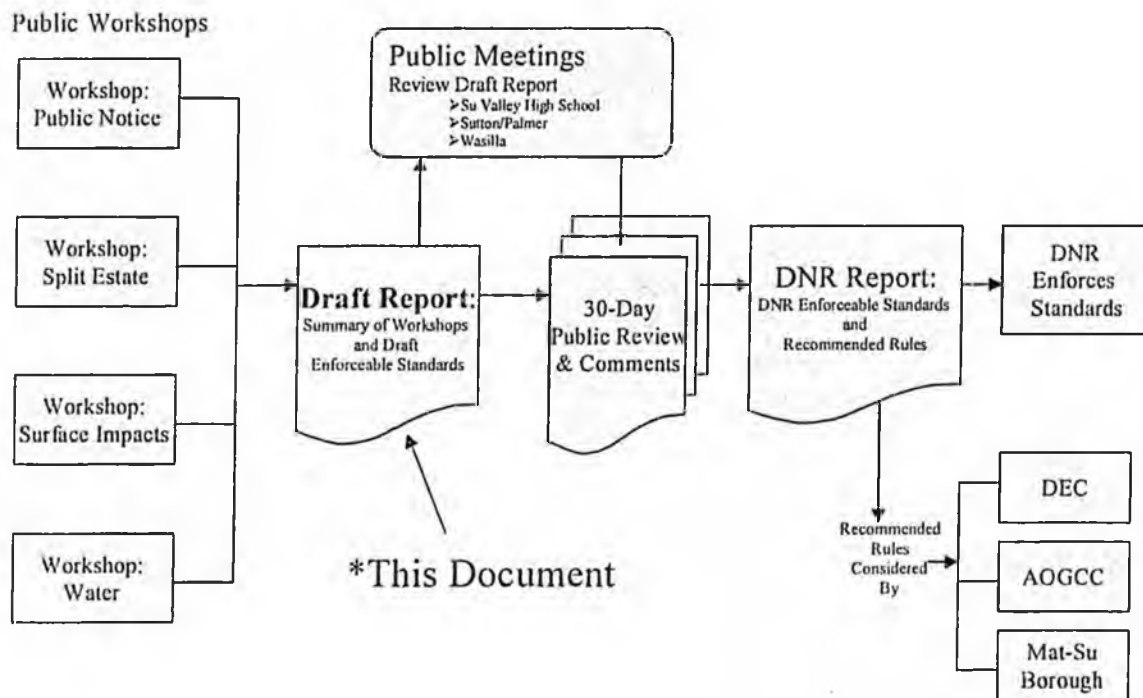 Public Workshops
Workshop:
Public Notice
Workshop:
Split Estate
Workshop:
Surface Impacts
Workshop:
Water
Public Meetings
Review Draft Report
➢Su Valley High School
➢Sutton/Palmer
➢Wasilla
Draft Report:
Summary of Workshops
and Draft
Enforceable Standards
30-Day
Public Review
& Comments
DNR Report:
DNR Enforceable Standards
and
Recommended Rules
DNR
Enforces
Standards
*This Document
Recommended
Rules
Considered
By
DEC
AOGCC
Mat-Su
Borough